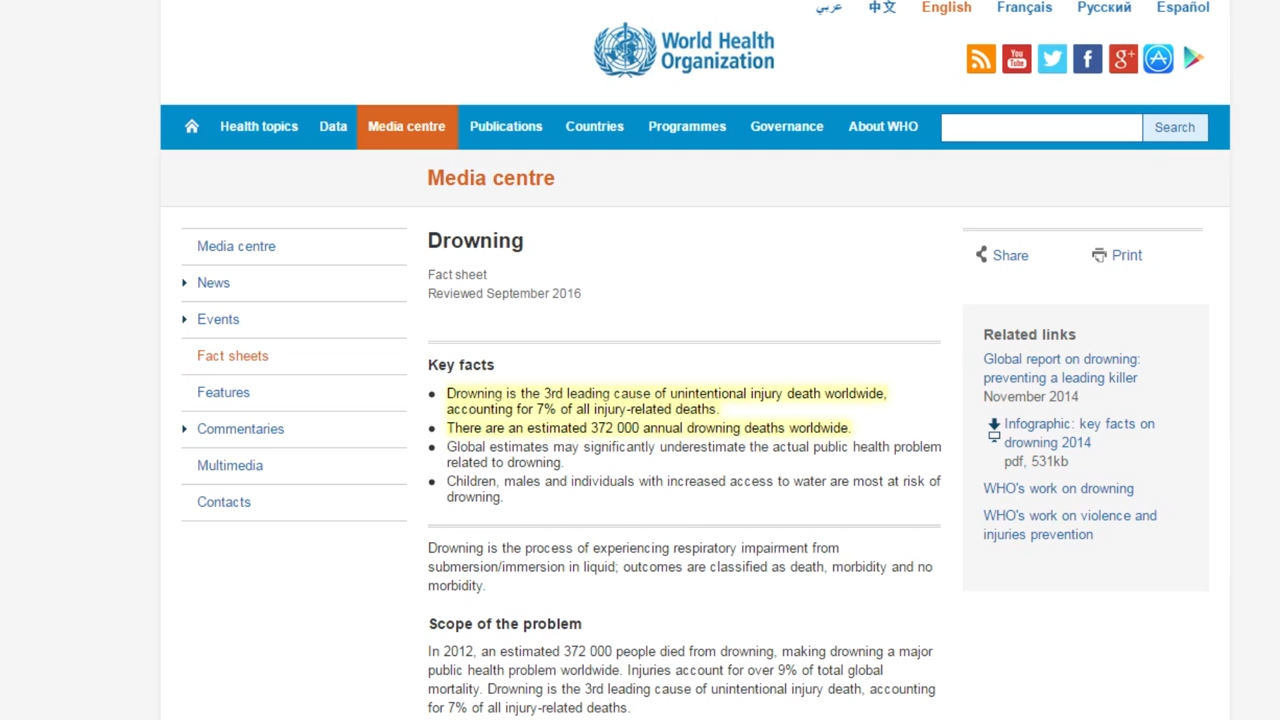 عربي 中文 English Français Русский Español
World Health
Organization
You
Tube
g+
Health topics Data Media centre Publications Countries Programmes Governance About WHO Search
Media centre
Media centre
News
Events
Fact sheets
Features
Commentaries
Multimedia
Contacts
Drowning
Fact sheet
Reviewed September 2016
Key facts
● Drowning is the 3rd leading cause of unintentional injury death worldwide,
accounting for 7% of all injury-related deaths.
● There are an estimated 372 000 annual drowning deaths worldwide.
● Global estimates may significantly underestimate the actual public health problem
related to drowning.
● Children, males and individuals with increased access to water are most at risk of
drowning.
Drowning is the process of experiencing respiratory impairment from
submersion/immersion in liquid; outcomes are classified as death, morbidity and no
morbidity.
Scope of the problem
In 2012, an estimated 372 000 people died from drowning, making drowning a major
public health problem worldwide. Injuries account for over 9% of total global
mortality. Drowning is the 3rd leading cause of unintentional injury death, accounting
for 7% of all injury-related deaths.
Share Print
Related links
Global report on drowning:
preventing a leading killer
November 2014
Infographic: key facts on
drowning 2014
pdf, 531kb
WHO's work on drowning
WHO's work on violence and
injuries prevention